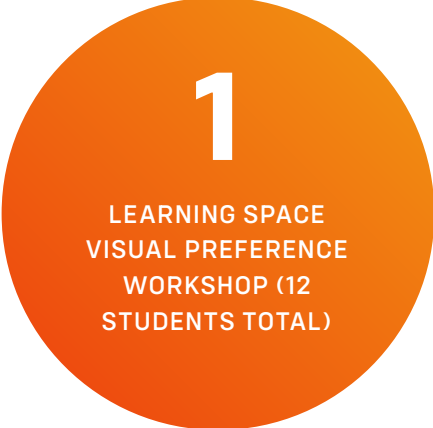 1
LEARNING SPACE
VISUAL PREFERENCE
WORKSHOP (12
STUDENTS TOTAL)